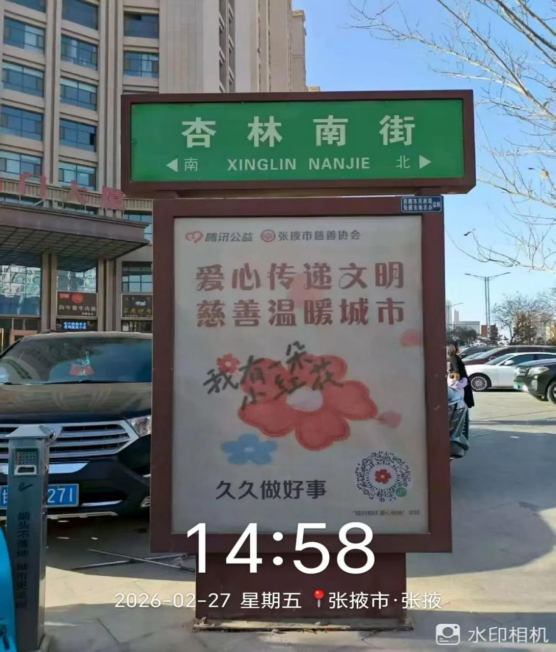 杏林南街
南 XINGLIN NANJIE 北
腾讯公益 张掖市慈善协会
爱心传递文明
慈善温暖城市
我有一朵
小红花
久久做好事
14:58
2026-02-27 星期五 张掖市·张掖
水印相机